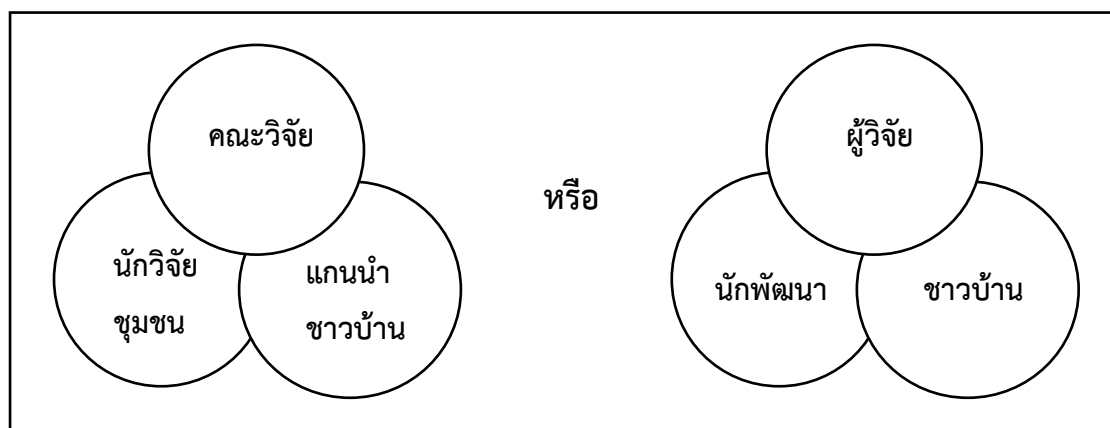 คณะวิจัย
นักวิจัย
ชุมชน
แกนนำ
ชาวบ้าน
หรือ
ผู้วิจัย
นักพัฒนา
ชาวบ้าน